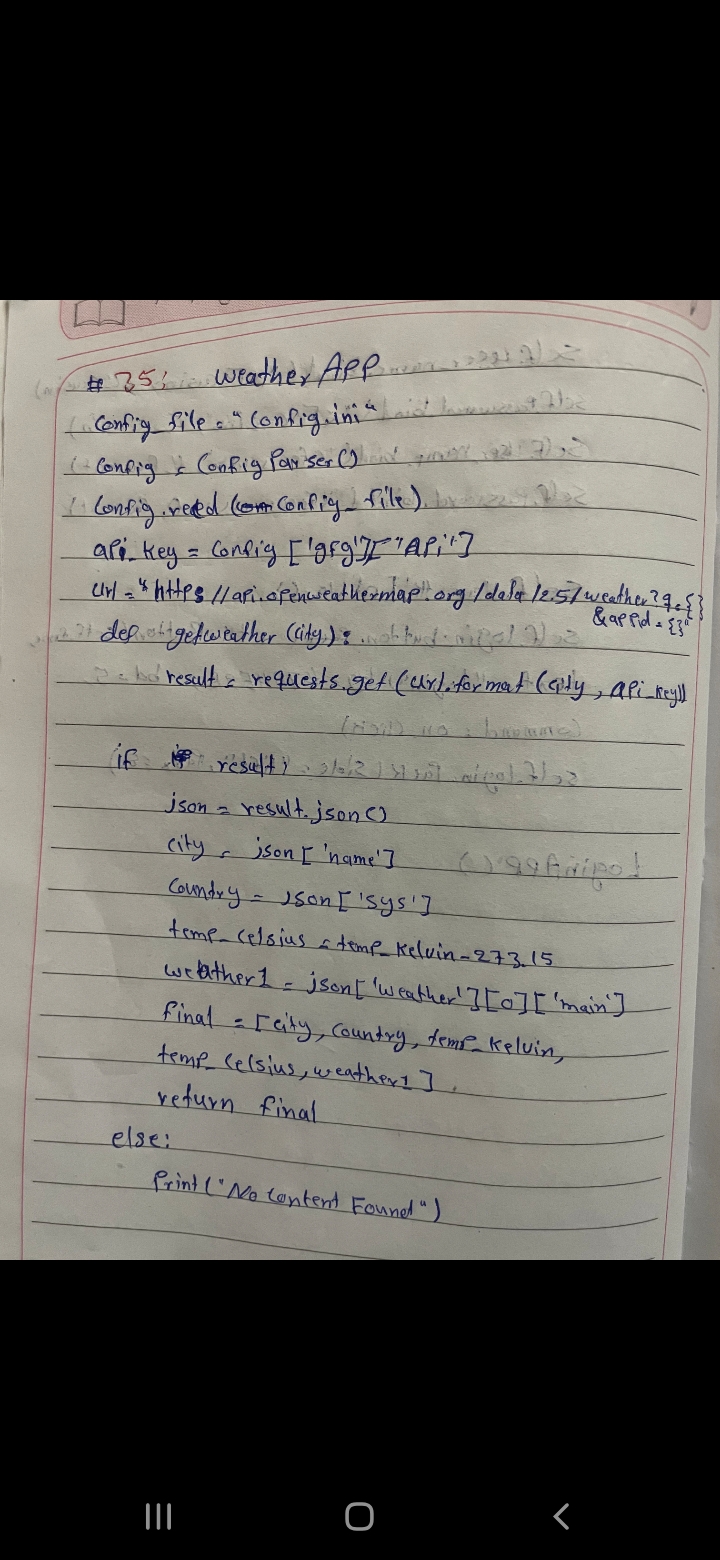 # 35: Weather APP
Config_file = "Config.ini"
Config = ConfigParser()
Config.read (Config_file)
api_key = Config ['gfg']["Api"]
Url = "https //api.openweathermap.org/data/2.5/weather?q={}
&appid={}"
def getweather (city):
result = requests.get (Url.format (city, api_key))
if result:
json = result.json()
city = json ['name']
Country = json ['sys']
temp_celsius = temp_kelvin-273.15
weather1 = json['weather'][0]['main']
final = [city, Country, temp_kelvin,
temp_celsius, weather1]
return final
else:
Print("No Content Found")